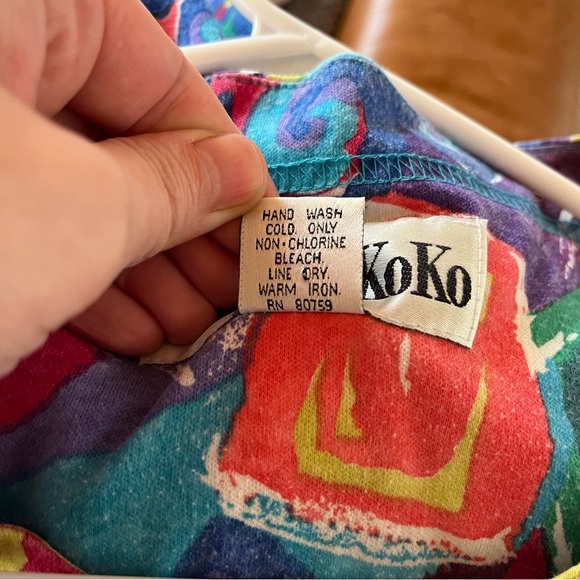 HAND WASH
COLD. ONLY
NON-CHLORINE
BLEACH.
LINE DRY.
WARM IRON.
RN 80759
KoKo